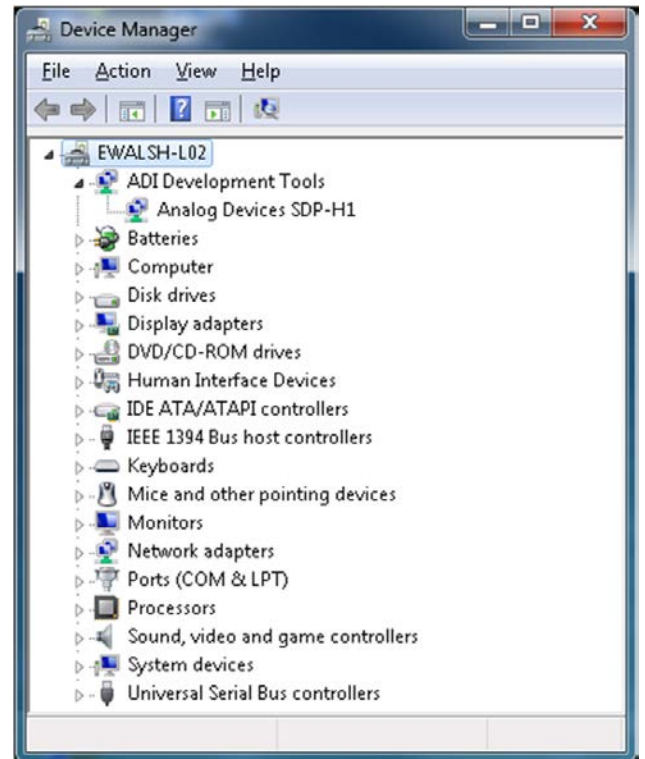 Device Manager
File Action View Help
EWALSH-L02
ADI Development Tools
Analog Devices SDP-H1
Batteries
Computer
Disk drives
Display adapters
DVD/CD-ROM drives
Human Interface Devices
IDE ATA/ATAPI controllers
IEEE 1394 Bus host controllers
Keyboards
Mice and other pointing devices
Monitors
Network adapters
Ports (COM & LPT)
Processors
Sound, video and game controllers
System devices
Universal Serial Bus controllers